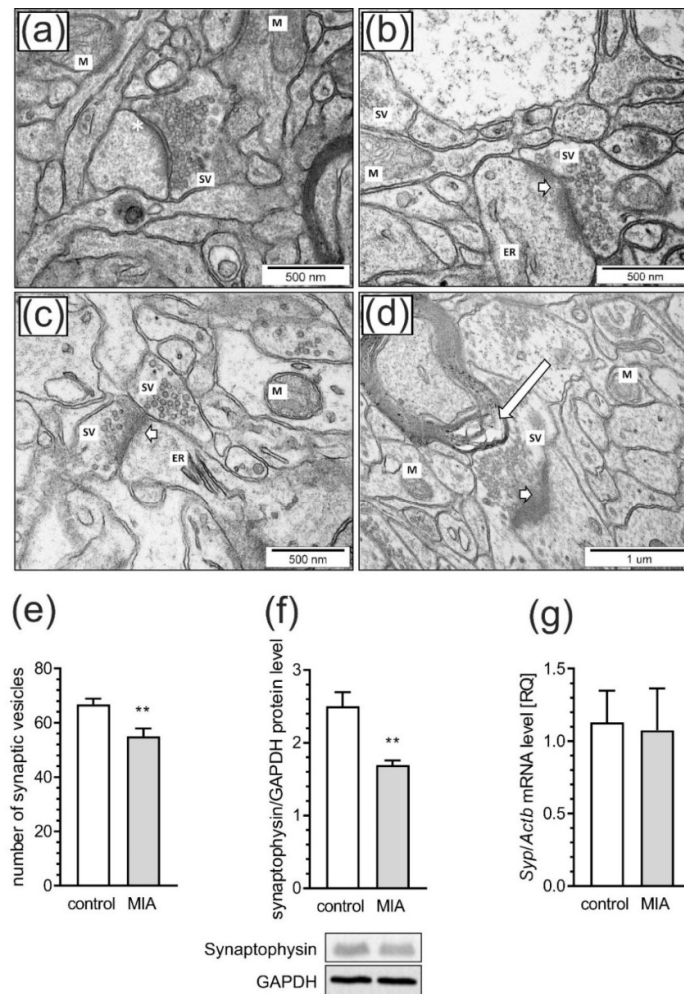 (a)
M
M
*
SV
500 nm
(b)
SV
M
SV
ER
500 nm
(c)
SV
SV
M
ER
500 nm
(d)
M
SV
M
1 um
(e)
number of synaptic vesicles
80
60
40
20
0
**
control MIA
(f)
synaptophysin/GAPDH protein level
3
2
1
0
**
control MIA
Synaptophysin
GAPDH
(g)
Syp/Actb mRNA level [RQ]
1.5
1.0
0.5
0.0
control MIA